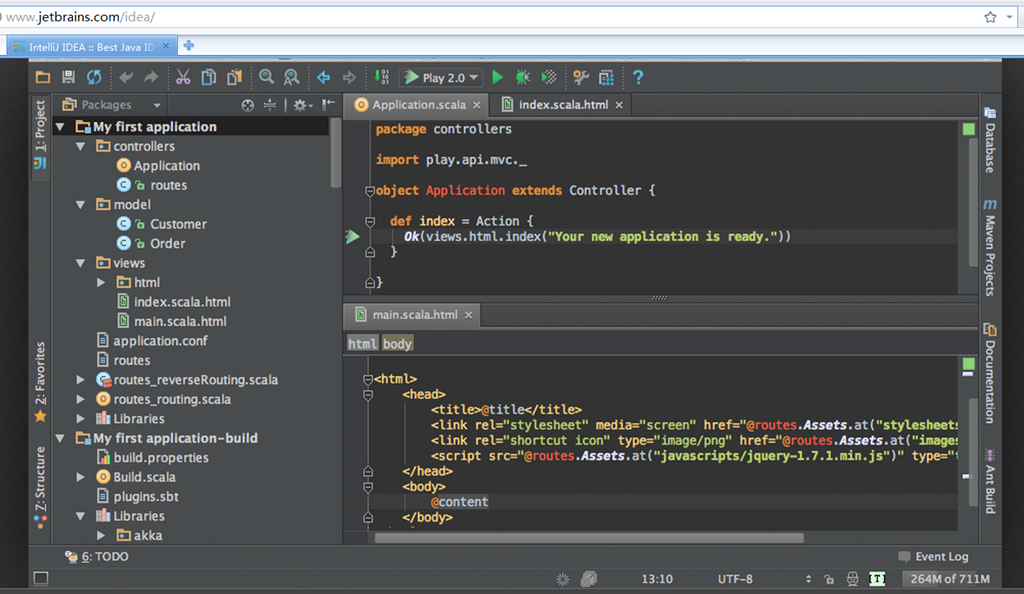 www.jetbrains.com/idea/
IntelliJ IDEA :: Best Java ID
Play 2.0
Packages
Application.scala
index.scala.html
1: Project
2: Favorites
Z: Structure
My first application
controllers
Application
routes
model
Customer
Order
views
html
index.scala.html
main.scala.html
application.conf
routes
routes_reverseRouting.scala
routes_routing.scala
Libraries
My first application-build
build.properties
Build.scala
plugins.sbt
Libraries
akka
package controllers
import play.api.mvc._
object Application extends Controller {
def index = Action {
Ok(views.html.index("Your new application is ready."))
}
}
main.scala.html
html body
<html>
<head>
<title>@title</title>
<link rel="stylesheet" media="screen" href="@routes.Assets.at("stylesheets
<link rel="shortcut icon" type="image/png" href="@routes.Assets.at("images
<script src="@routes.Assets.at("javascripts/jquery-1.7.1.min.js")" type="t
</head>
<body>
@content
</body>
Database
m
Maven Projects
Documentation
Ant Build
6: TODO
Event Log
13:10
UTF-8
[T]
264M of 711M